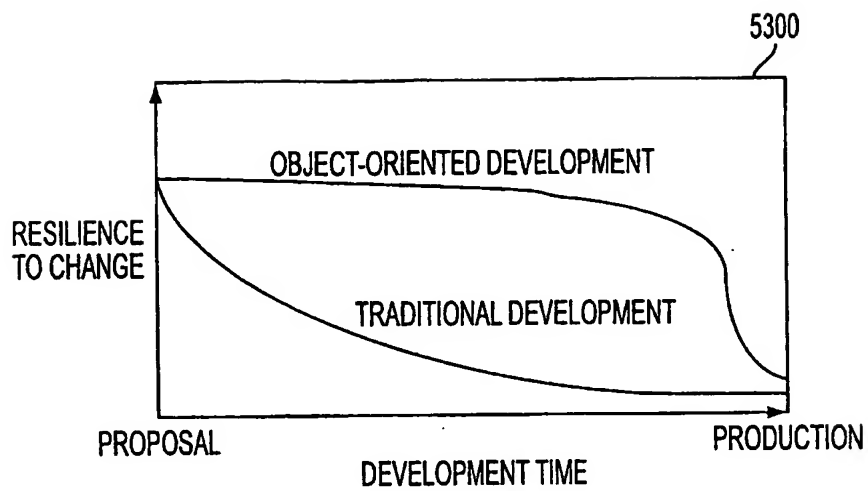 5300
OBJECT-ORIENTED DEVELOPMENT
RESILIENCE
TO CHANGE
TRADITIONAL DEVELOPMENT
PROPOSAL
PRODUCTION
DEVELOPMENT TIME